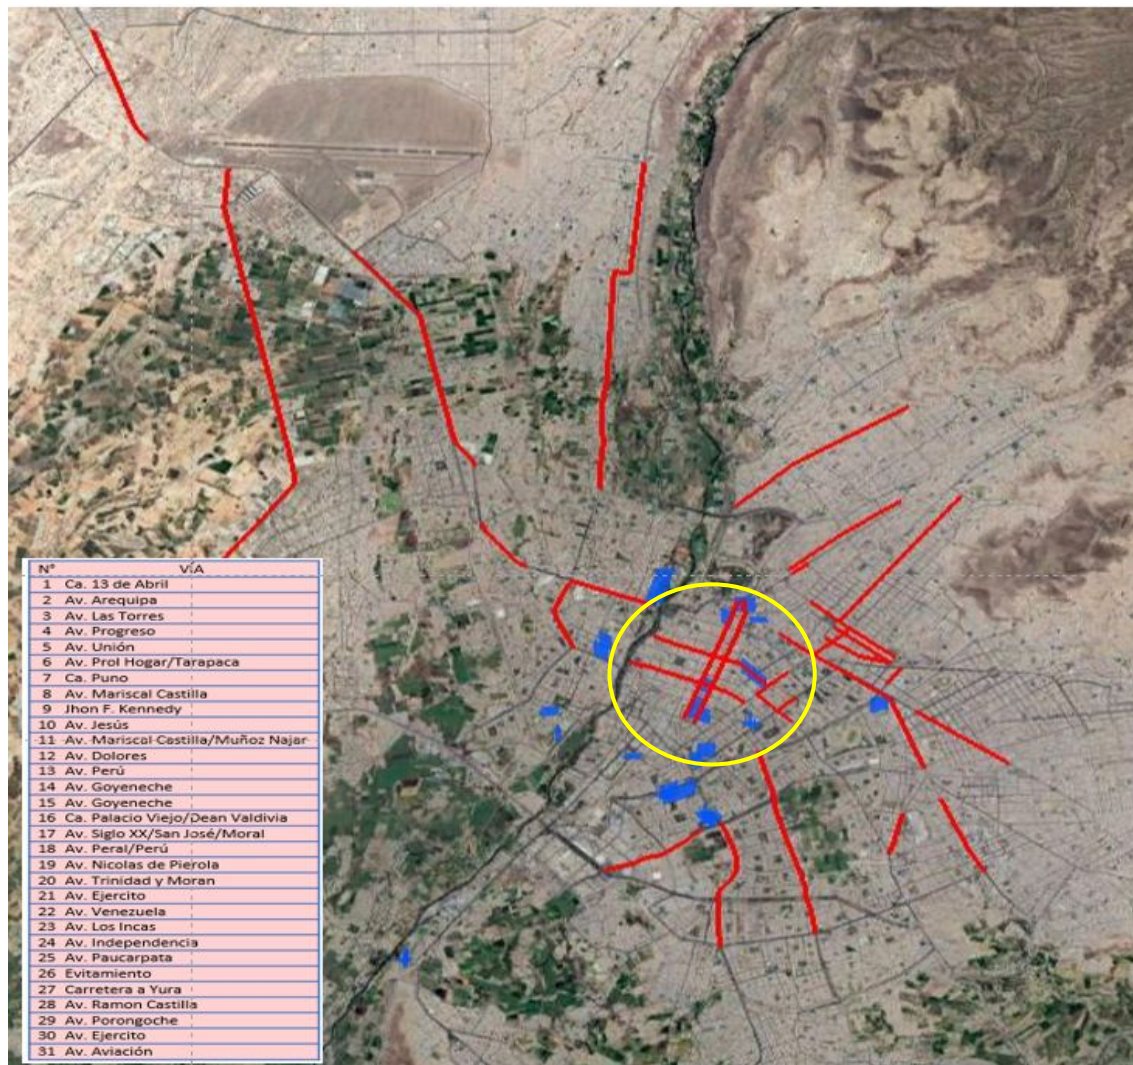 N° VÍA
1 Ca. 13 de Abril
2 Av. Arequipa
3 Av. Las Torres
4 Av. Progreso
5 Av. Unión
6 Av. Prol Hogar/Tarapaca
7 Ca. Puno
8 Av. Mariscal Castilla
9 Jhon F. Kennedy
10 Av. Jesús
11 Av. Mariscal Castilla/Muñoz Najar
12 Av. Dolores
13 Av. Perú
14 Av. Goyeneche
15 Av. Goyeneche
16 Ca. Palacio Viejo/Dean Valdivia
17 Av. Siglo XX/San José/Moral
18 Av. Peral/Perú
19 Av. Nicolas de Pierola
20 Av. Trinidad y Moran
21 Av. Ejercito
22 Av. Venezuela
23 Av. Los Incas
24 Av. Independencia
25 Av. Paucarpata
26 Evitamiento
27 Carretera a Yura
28 Av. Ramon Castilla
29 Av. Porongoche
30 Av. Ejercito
31 Av. Aviación